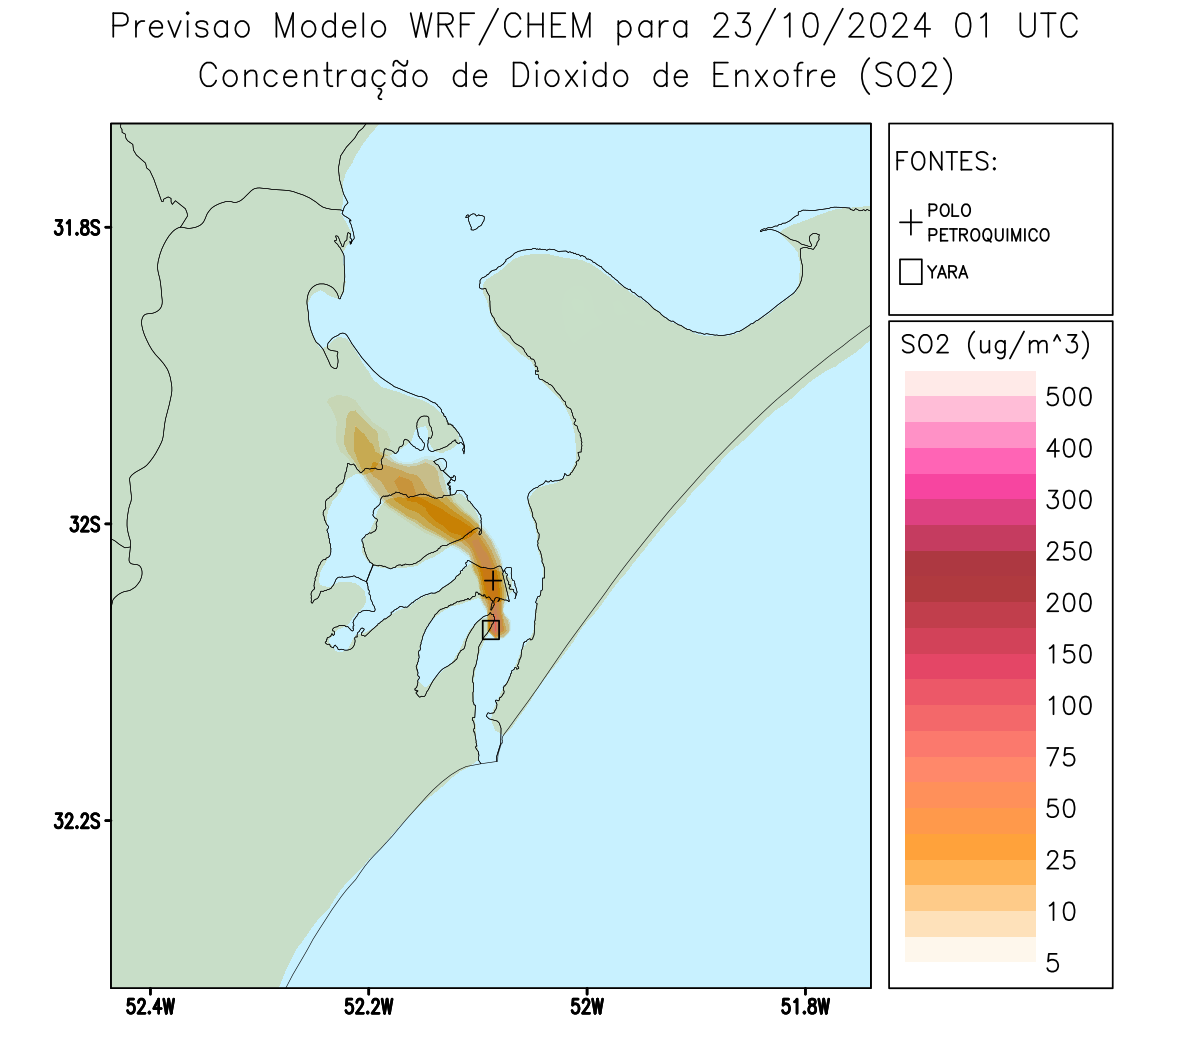 Previsao Modelo WRF/CHEM para 23/10/2024 01 UTC
Concentração de Dioxido de Enxofre (SO2)
FONTES:
POLO
PETROQUIMICO
YARA
31.8S
32S
32.2S
52.4W
52.2W
52W
51.8W
SO2 (ug/m^3)
500
400
300
250
200
150
100
75
50
25
10
5